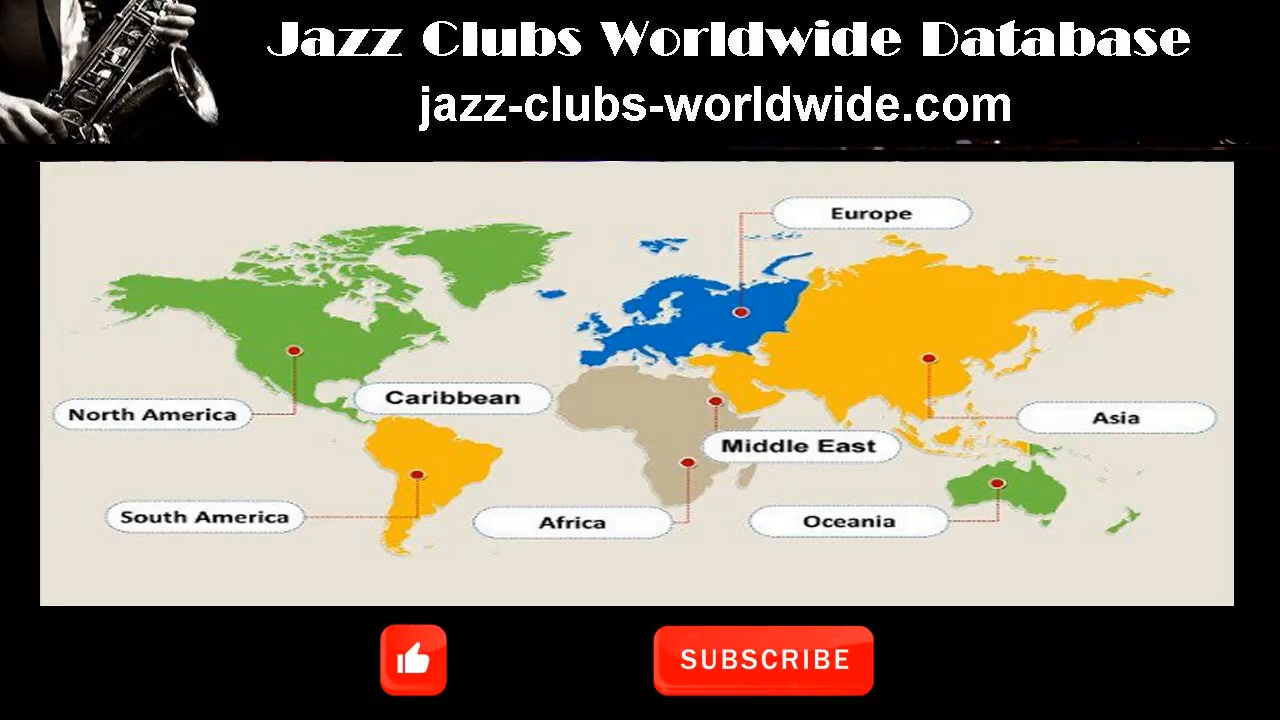 Jazz Clubs Worldwide Database
jazz-clubs-worldwide.com
Europe
Caribbean
North America
Asia
Middle East
South America
Africa
Oceania
SUBSCRIBE